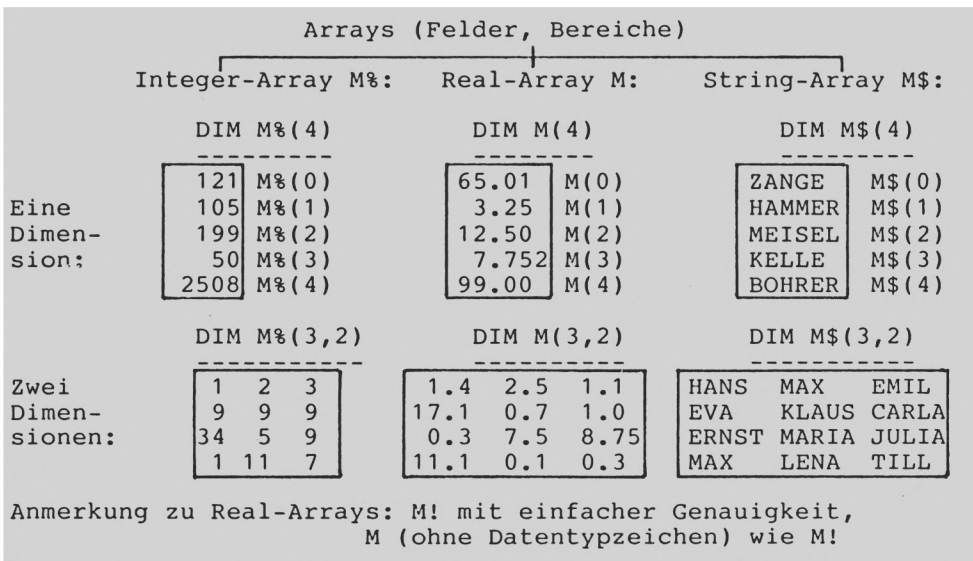 Arrays (Felder, Bereiche)
Integer-Array M%: Real-Array M: String-Array M$:
DIM M%(4) DIM M(4) DIM M$(4)
121 M%(0) 65.01 M(0) ZANGE M$(0)
Eine 105 M%(1) 3.25 M(1) HAMMER M$(1)
Dimen- 199 M%(2) 12.50 M(2) MEISEL M$(2)
sion: 50 M%(3) 7.752 M(3) KELLE M$(3)
2508 M%(4) 99.00 M(4) BOHRER M$(4)
DIM M%(3,2) DIM M(3,2) DIM M$(3,2)
Zwei 1 2 3 1.4 2.5 1.1 HANS MAX EMIL
Dimen- 9 9 9 17.1 0.7 1.0 EVA KLAUS CARLA
sionen: 34 5 9 0.3 7.5 8.75 ERNST MARIA JULIA
1 11 7 11.1 0.1 0.3 MAX LENA TILL
Anmerkung zu Real-Arrays: M! mit einfacher Genauigkeit,
M (ohne Datentypzeichen) wie M!